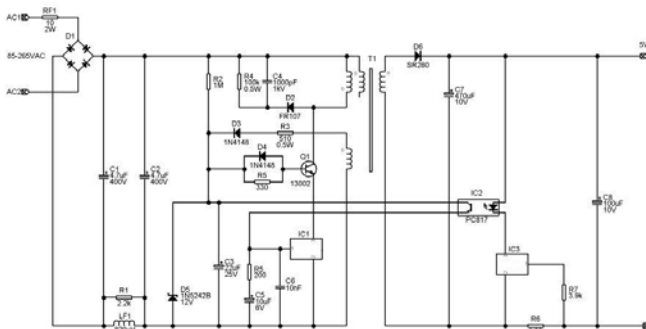 AC1
RF1
10
2W
D1
85-265VAC
AC2
C1
4.7uF
400V
C2
4.7uF
400V
R1
2.2k
LF1
R2
1M
R4
100k
0.5W
C4
1000pF
1KV
D2
FR107
D3
1N4148
R3
510
0.5W
D4
1N4148
R5
330
Q1
13002
T1
D6
SR260
5V
C7
470uF
10V
IC2
PC817
C8
100uF
10V
IC1
IC3
R7
3.9k
R6
D5
1N5242B
12V
C3
25V
R5
200
C5
10uF
6V
C6
10nF